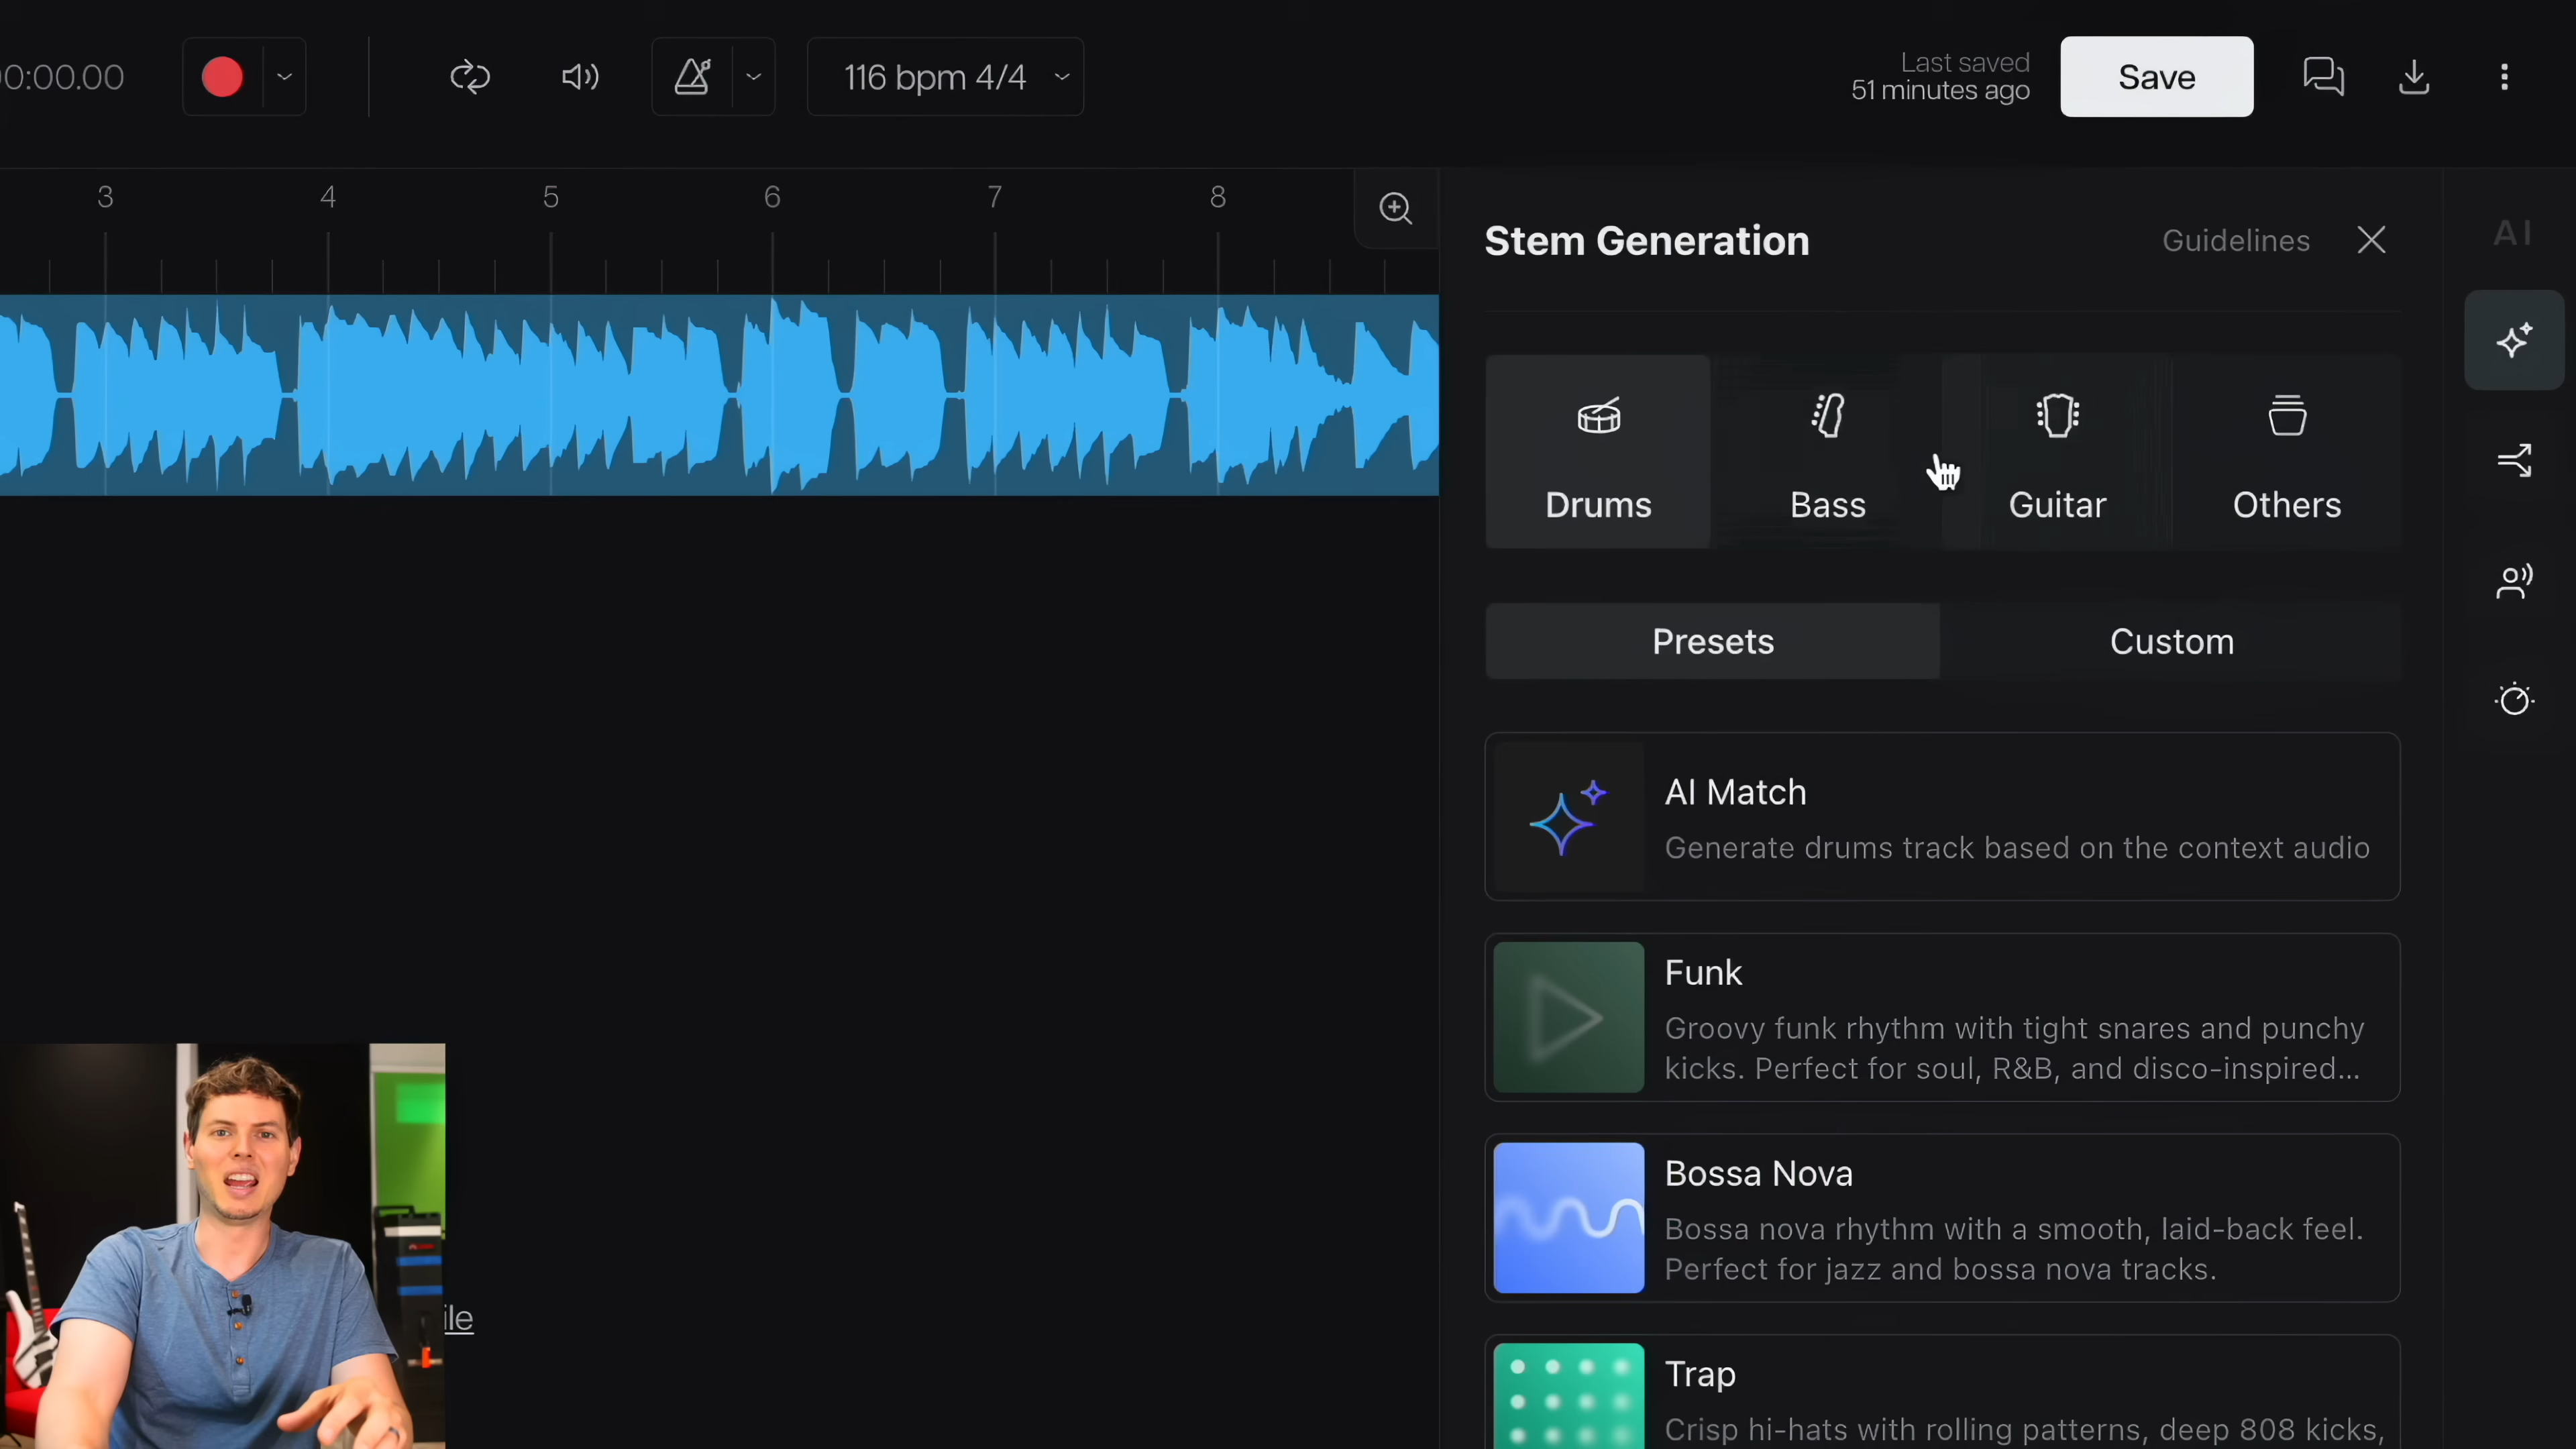 0:00.00
116 bpm 4/4
Last saved
51 minutes ago
Save
3 4 5 6 7 8
Stem Generation
Guidelines
AI
Drums
Bass
Guitar
Others
Presets
Custom
AI Match
Generate drums track based on the context audio
Funk
Groovy funk rhythm with tight snares and punchy
kicks. Perfect for soul, R&B, and disco-inspired...
Bossa Nova
Bossa nova rhythm with a smooth, laid-back feel.
Perfect for jazz and bossa nova tracks.
ile
Trap
Crisp hi-hats with rolling patterns, deep 808 kicks,